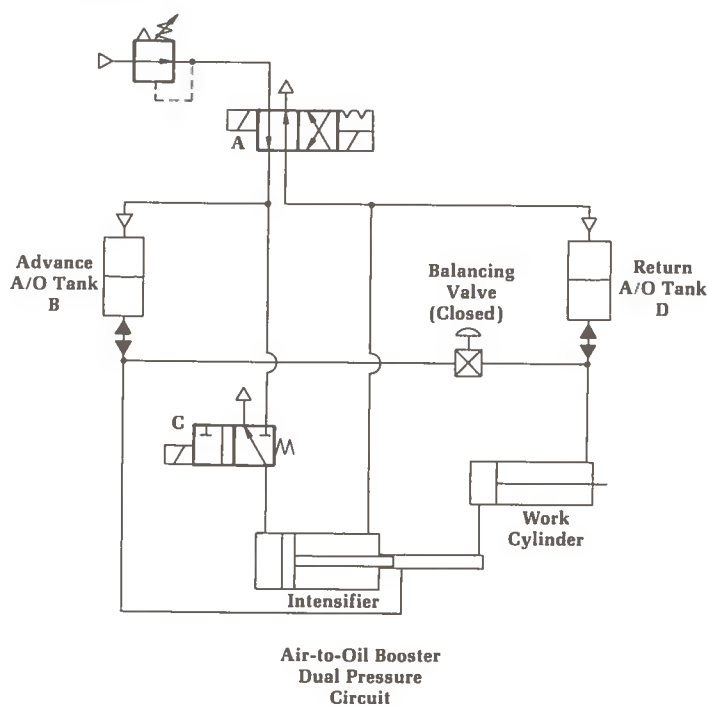 A
Advance
A/O Tank
B
Balancing
Valve
(Closed)
Return
A/O Tank
D
C
Work
Cylinder
Intensifier
Air-to-Oil Booster
Dual Pressure
Circuit